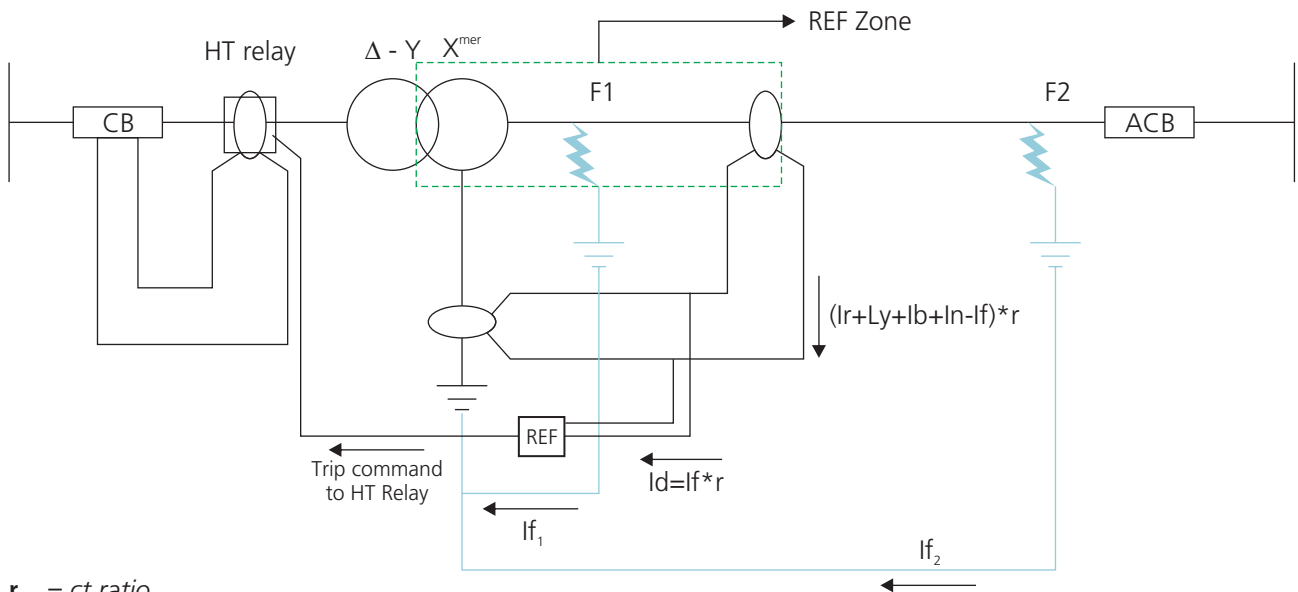 REF Zone
HT relay
Δ - Y Xᵐᵉʳ
F1
F2
CB
ACB
(Ir+Ly+Ib+In-If)*r
REF
Trip command
to HT Relay
Id=If*r
If₁
If₂
r = ct ratio